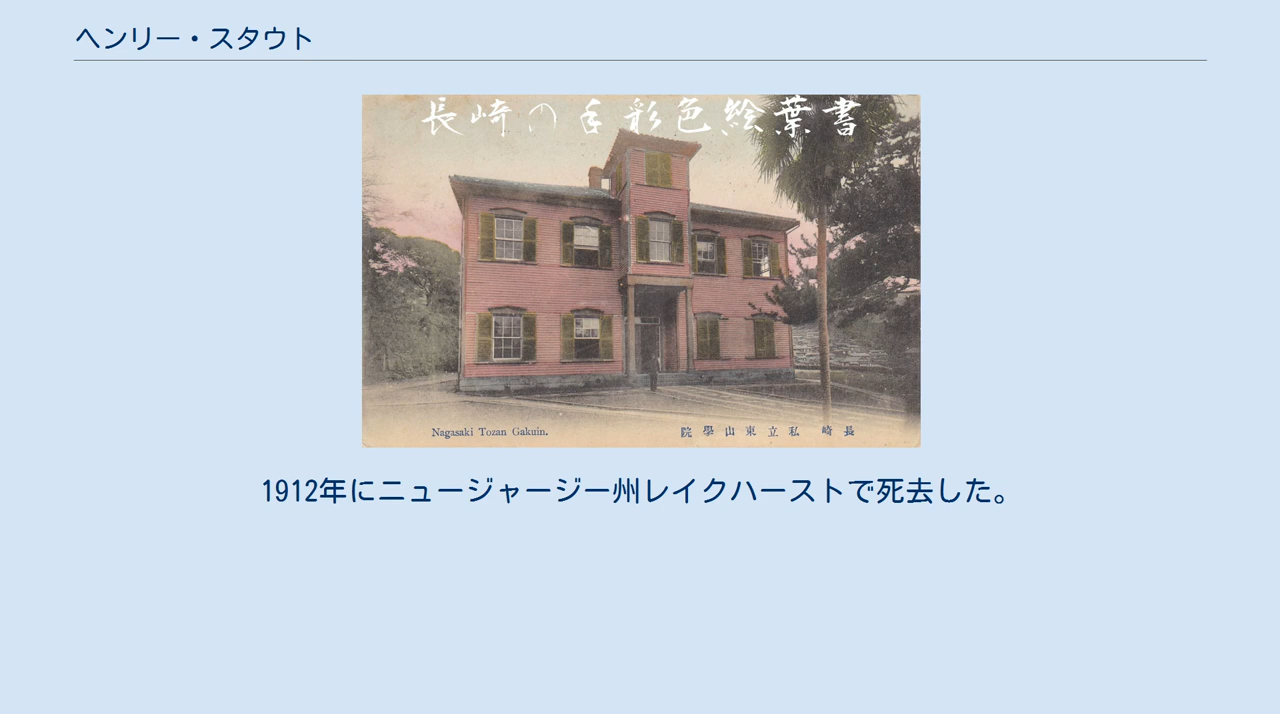 ヘンリー・スタウト
長崎の手彩色絵葉書
Nagasaki Tozan Gakuin.
院學山東立私 崎長
1912年にニュージャージー州レイクハーストで死去した。